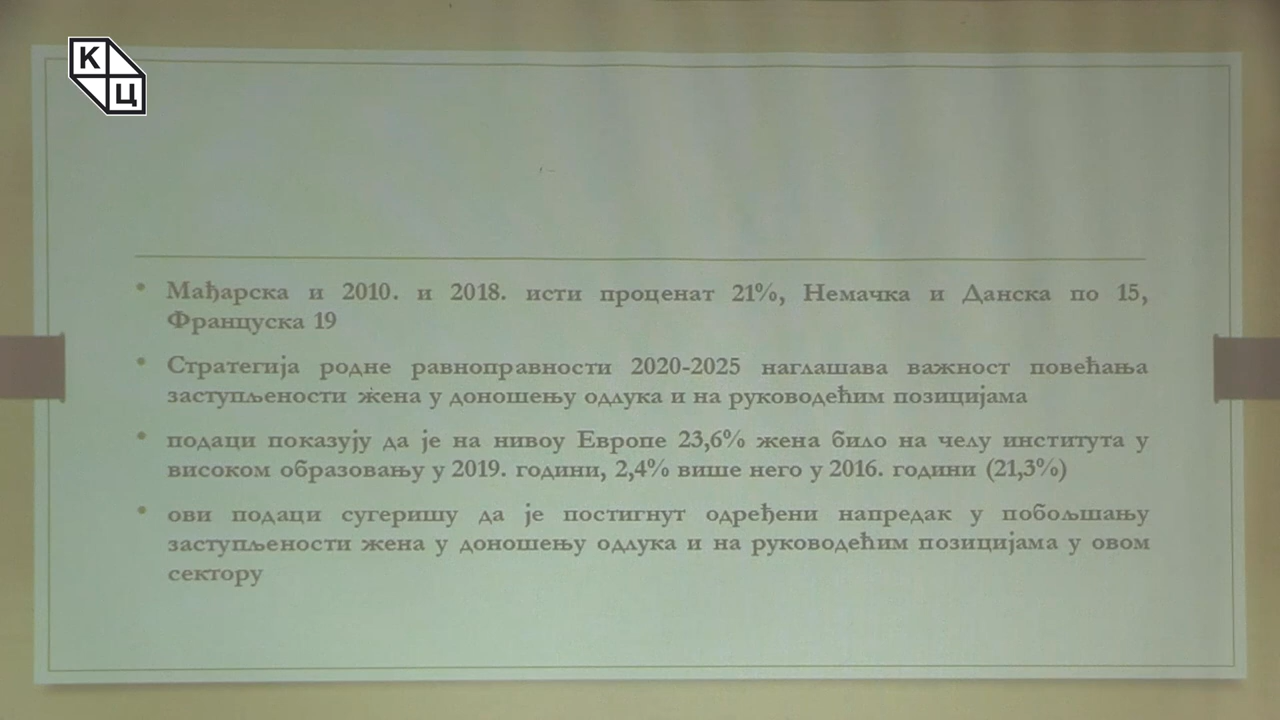 К
Ц
• Мађарска и 2010. и 2018. исти проценат 21%, Немачка и Данска по 15,
Француска 19
• Стратегија родне равноправности 2020-2025 наглашава важност повећања
заступљености жена у доношењу одлука и на руководећим позицијама
• подаци показују да је на нивоу Европе 23,6% жена било на челу института у
високом образовању у 2019. години, 2,4% више него у 2016. години (21,3%)
• ови подаци сугеришу да је постигнут одређени напредак у побољшању
заступљености жена у доношењу одлука и на руководећим позицијама у овом
сектору